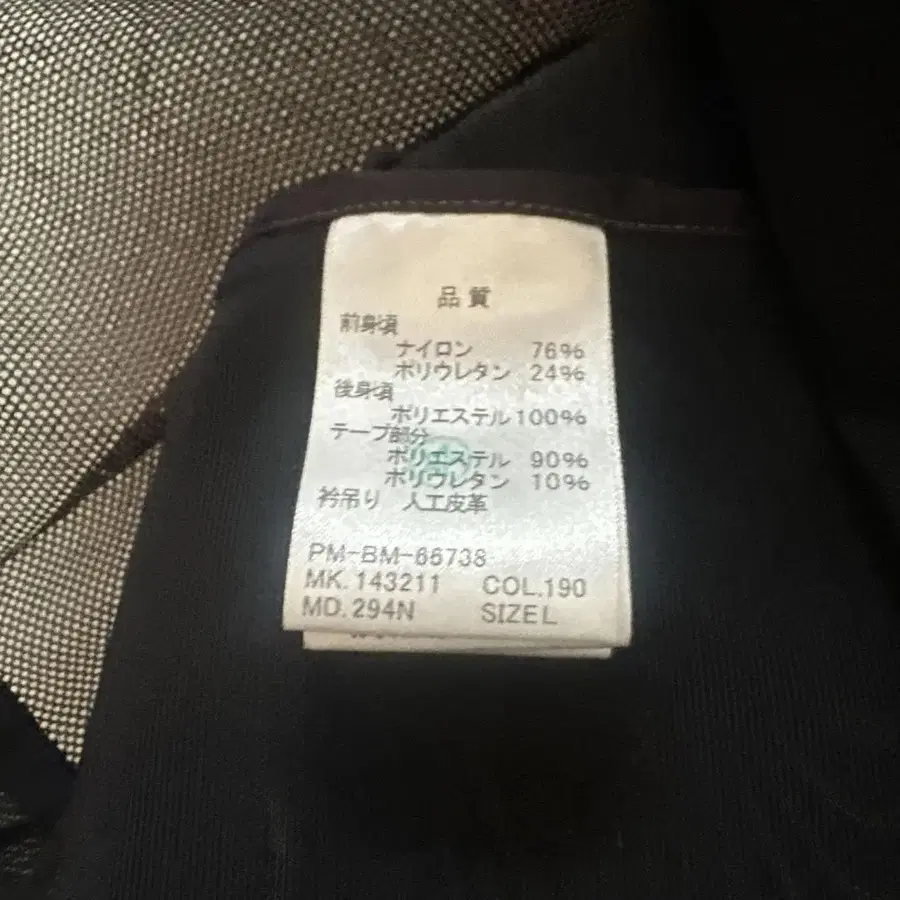 品質
前身頃
ナイロン 76%
ポリウレタン 24%
後身頃
ポリエステル 100%
テープ部分
ポリエステル 90%
ポリウレタン 10%
衿吊り 人工皮革
PM-BM-66738
MK.143211 COL.190
MD.294N SIZE L